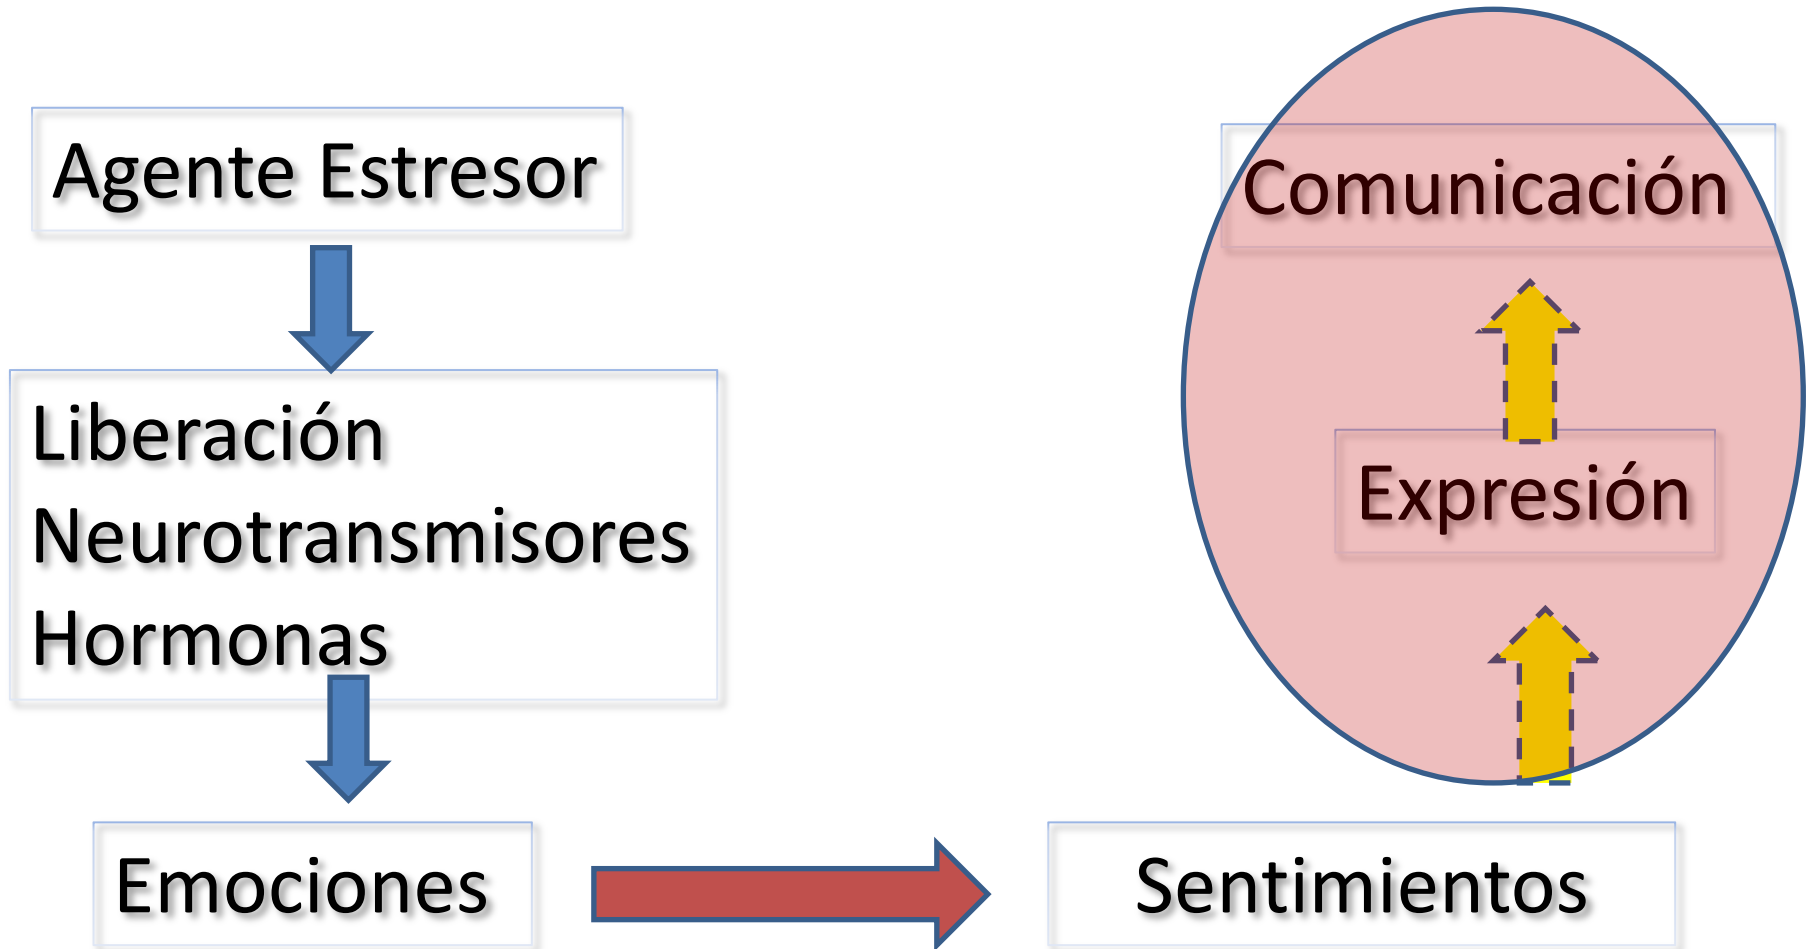 Agente Estresor
Liberación
Neurotransmisores
Hormonas
Emociones
Sentimientos
Expresión
Comunicación